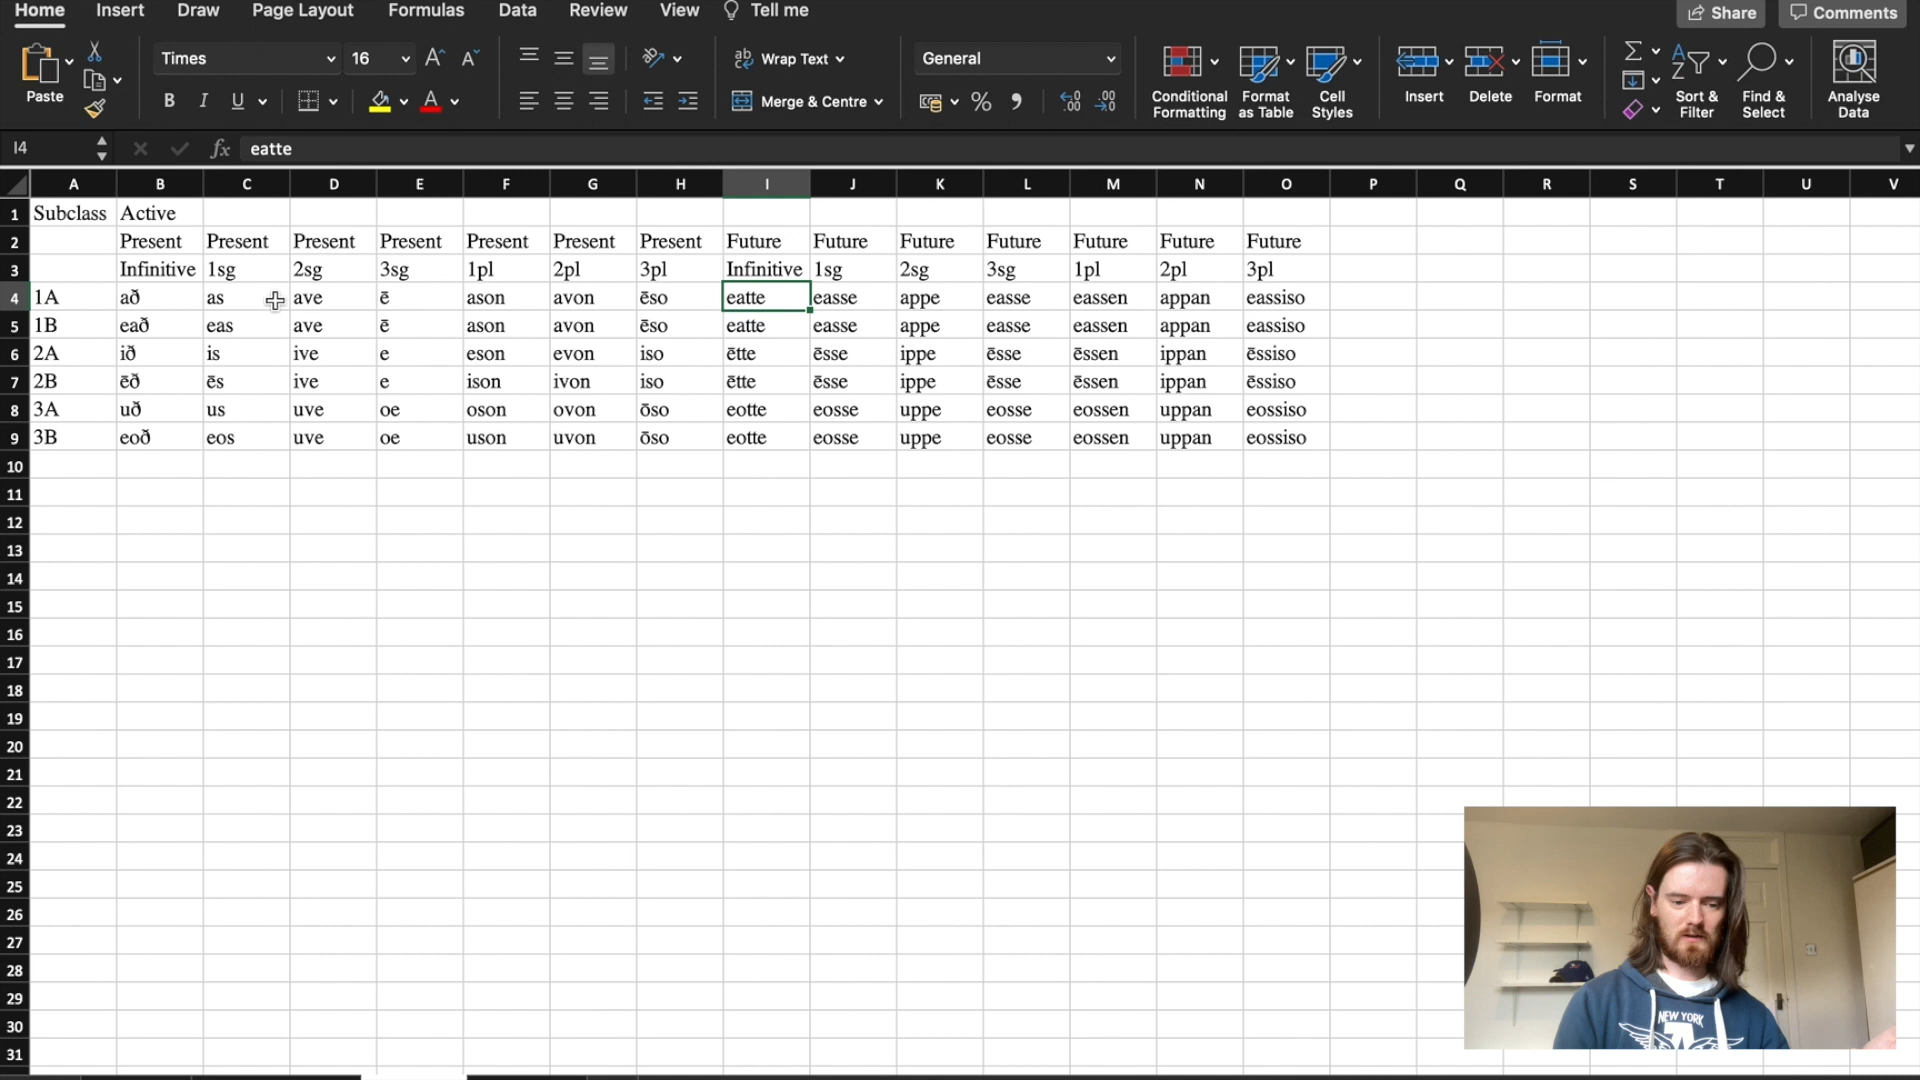 Home Insert Draw Page Layout Formulas Data Review View Tell me Share Comments
Times 16 Wrap Text General
Paste B I U Merge & Centre Conditional Formatting Format as Table Cell Styles Insert Delete Format Sort & Filter Find & Select Analyse Data
I4 fx eatte
A B C D E F G H I J K L M N O P Q R S T U V
1 Subclass Active
2 Present Present Present Present Present Present Present Future Future Future Future Future Future Future
3 Infinitive 1sg 2sg 3sg 1pl 2pl 3pl Infinitive 1sg 2sg 3sg 1pl 2pl 3pl
4 1A að as ave ē ason avon ēso eatte easse appe easse eassen appan eassiso
5 1B eað eas ave ē ason avon ēso eatte easse appe easse eassen appan eassiso
6 2A ið is ive e eson evon iso ētte ēsse ippe ēsse ēssen ippan ēssiso
7 2B ēð ēs ive e ison ivon iso ētte ēsse ippe ēsse ēssen ippan ēssiso
8 3A uð us uve oe oson ovon ōso eotte eosse uppe eosse eossen uppan eossiso
9 3B eoð eos uve oe uson uvon ōso eotte eosse uppe eosse eossen uppan eossiso
10
11
12
13
14
15
16
17
18
19
20
21
22
23
24
25
26
27
28
29
30
31
NEW YORK